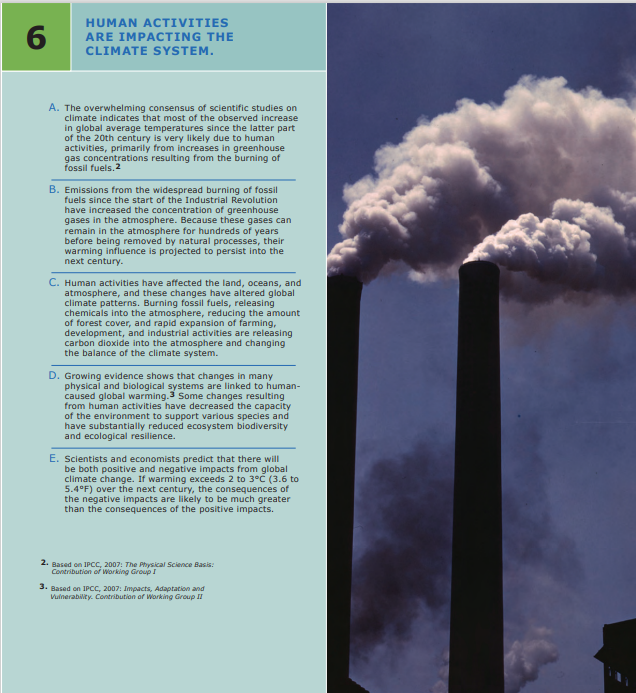 6
HUMAN ACTIVITIES
ARE IMPACTING THE
CLIMATE SYSTEM.
A. The overwhelming consensus of scientific studies on
climate indicates that most of the observed increase
in global average temperatures since the latter part
of the 20th century is very likely due to human
activities, primarily from increases in greenhouse
gas concentrations resulting from the burning of
fossil fuels.2
B. Emissions from the widespread burning of fossil
fuels since the start of the Industrial Revolution
have increased the concentration of greenhouse
gases in the atmosphere. Because these gases can
remain in the atmosphere for hundreds of years
before being removed by natural processes, their
warming influence is projected to persist into the
next century.
C. Human activities have affected the land, oceans, and
atmosphere, and these changes have altered global
climate patterns. Burning fossil fuels, releasing
chemicals into the atmosphere, reducing the amount
of forest cover, and rapid expansion of farming,
development, and industrial activities are releasing
carbon dioxide into the atmosphere and changing
the balance of the climate system.
D. Growing evidence shows that changes in many
physical and biological systems are linked to human-
caused global warming.3 Some changes resulting
from human activities have decreased the capacity
of the environment to support various species and
have substantially reduced ecosystem biodiversity
and ecological resilience.
E. Scientists and economists predict that there will
be both positive and negative impacts from global
climate change. If warming exceeds 2 to 3°C (3.6 to
5.4°F) over the next century, the consequences of
the negative impacts are likely to be much greater
than the consequences of the positive impacts.
2. Based on IPCC, 2007: The Physical Science Basis:
Contribution of Working Group I
3. Based on IPCC, 2007: Impacts, Adaptation and
Vulnerability. Contribution of Working Group II